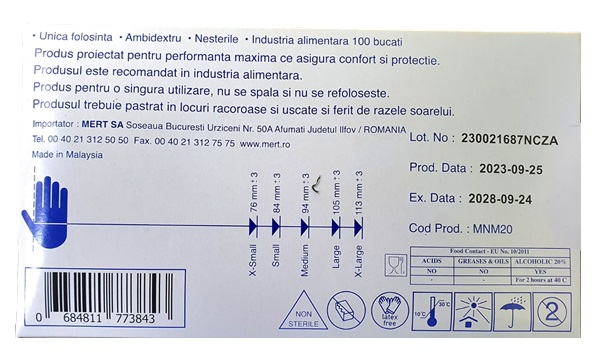 • Unica folosinta • Ambidextru • Nesterile • Industria alimentara 100 bucati
Produs proiectat pentru performanta maxima ce asigura confort si protectie.
Produsul este recomandat in industria alimentara.
Produs pentru o singura utilizare, nu se spala si nu se refoloseste.
Produsul trebuie pastrat in locuri racoroase si uscate si ferit de razele soarelui.
Importator : MERT SA Soseaua Bucuresti Urziceni Nr. 50A Afumati Judetul Ilfov / ROMANIA
Tel. 00 40 21 312 50 50 Fax. 00 40 21 312 75 75 www.mert.ro
Made in Malaysia
Lot. No : 230021687NCZA
Prod. Data : 2023-09-25
Ex. Data : 2028-09-24
Cod Prod. : MNM20
X-Small 76 mm ± 3
Small 84 mm ± 3
Medium 94 mm ± 3
Large 105 mm ± 3
X-Large 113 mm ± 3
Food Contact - EU No. 10/2011
ACIDS GREASES & OILS ALCOHOLIC 20%
NO NO YES
- - For 2 hours at 40 C
0 684811 773843
NON STERILE
latex free
10°C 30°C
2